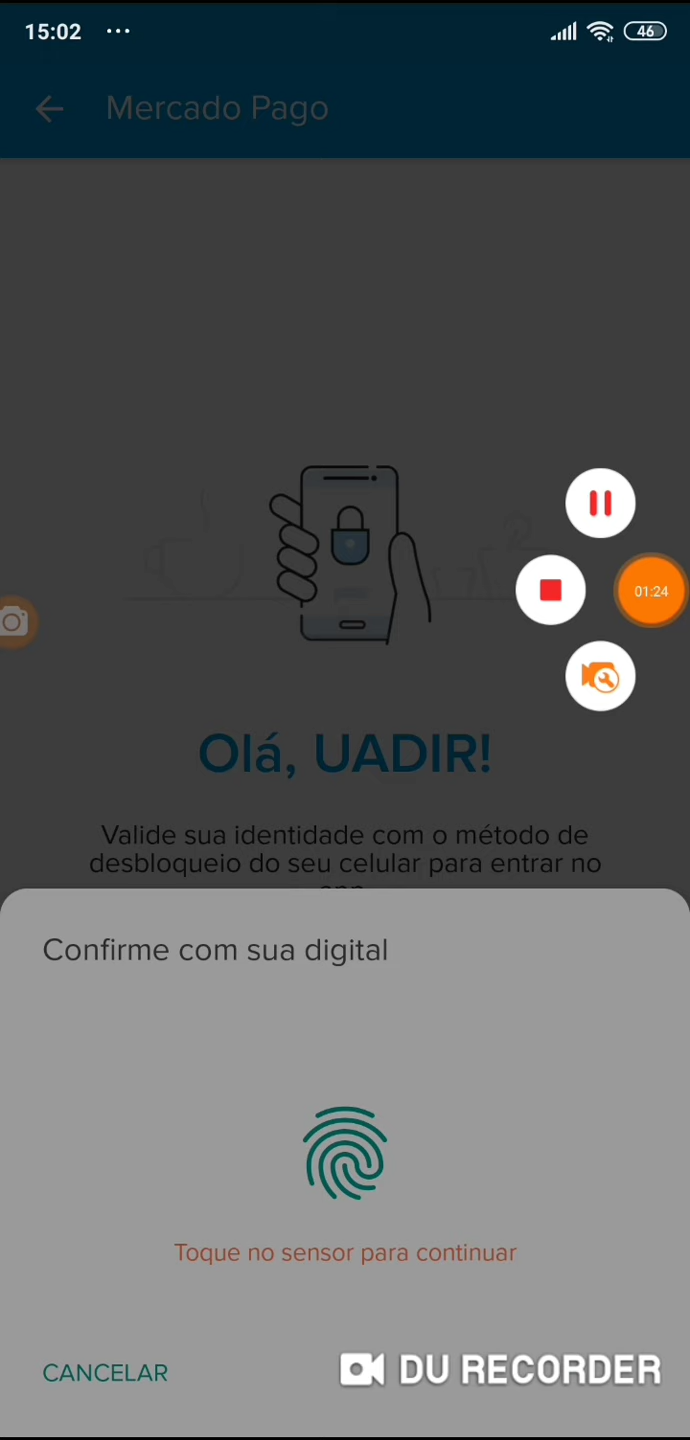 15:02 ... 46
Mercado Pago
01:24
Olá, UADIR!
Valide sua identidade com o método de
desbloqueio do seu celular para entrar no
Confirme com sua digital
Toque no sensor para continuar
CANCELAR
DU RECORDER